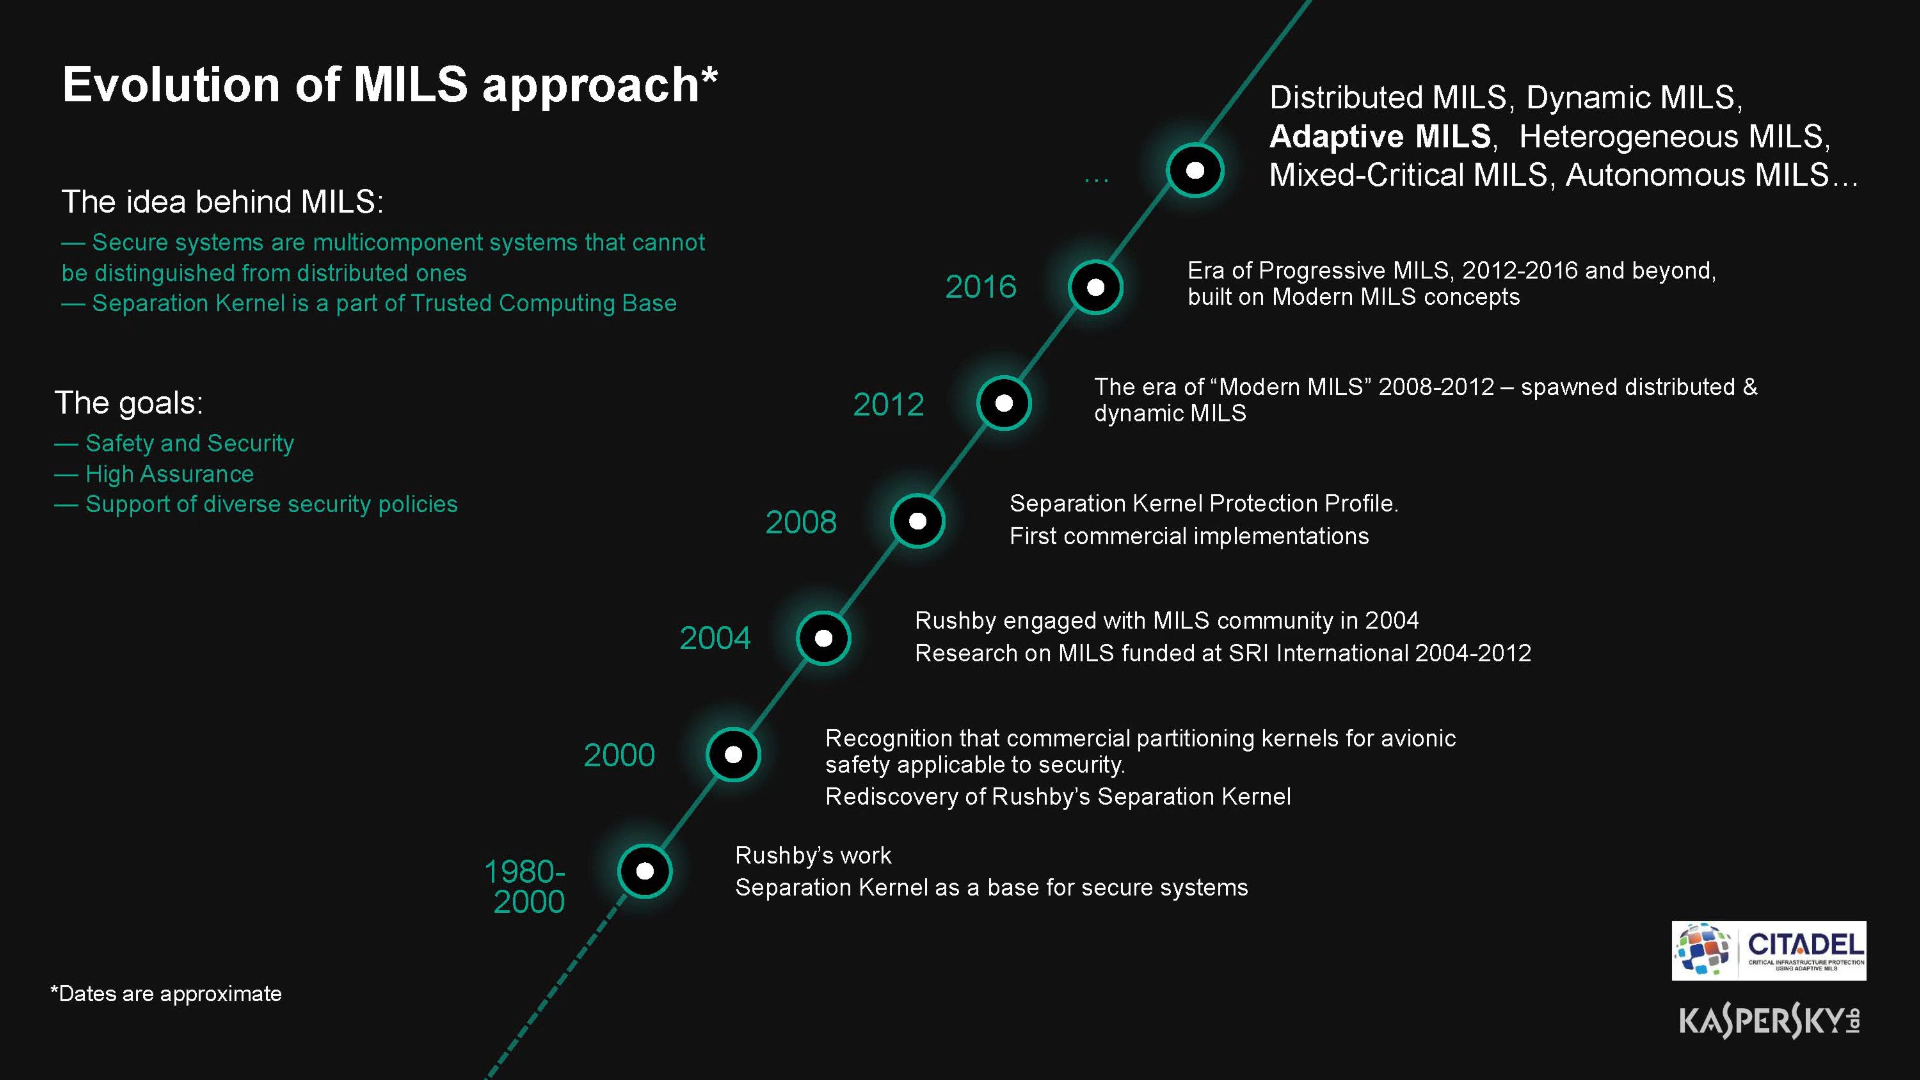 Evolution of MILS approach*
The idea behind MILS:
— Secure systems are multicomponent systems that cannot
be distinguished from distributed ones
— Separation Kernel is a part of Trusted Computing Base
The goals:
— Safety and Security
— High Assurance
— Support of diverse security policies
Distributed MILS, Dynamic MILS,
Adaptive MILS, Heterogeneous MILS,
Mixed-Critical MILS, Autonomous MILS…
…
2016
Era of Progressive MILS, 2012-2016 and beyond,
built on Modern MILS concepts
2012
The era of “Modern MILS” 2008-2012 – spawned distributed &
dynamic MILS
2008
Separation Kernel Protection Profile.
First commercial implementations
2004
Rushby engaged with MILS community in 2004
Research on MILS funded at SRI International 2004-2012
2000
Recognition that commercial partitioning kernels for avionic
safety applicable to security.
Rediscovery of Rushby’s Separation Kernel
1980-
2000
Rushby’s work
Separation Kernel as a base for secure systems
*Dates are approximate
CITADEL
CRITICAL INFRASTRUCTURE PROTECTION
USING ADAPTIVE MILS
KASPERSKY lab